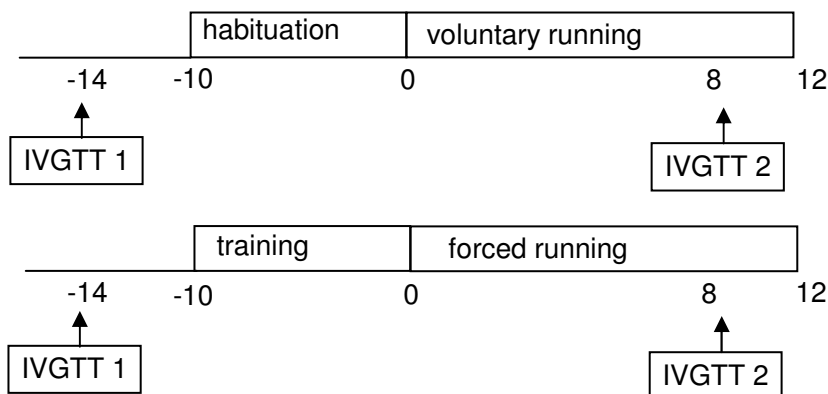 habituation voluntary running
-14 -10 0 8 12
IVGTT 1 IVGTT 2
training forced running
-14 -10 0 8 12
IVGTT 1 IVGTT 2